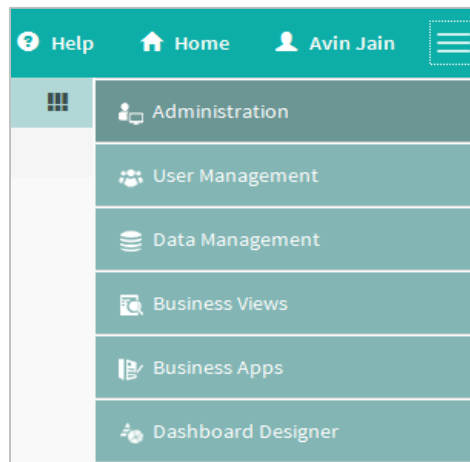 Help Home Avin Jain
Administration
User Management
Data Management
Business Views
Business Apps
Dashboard Designer